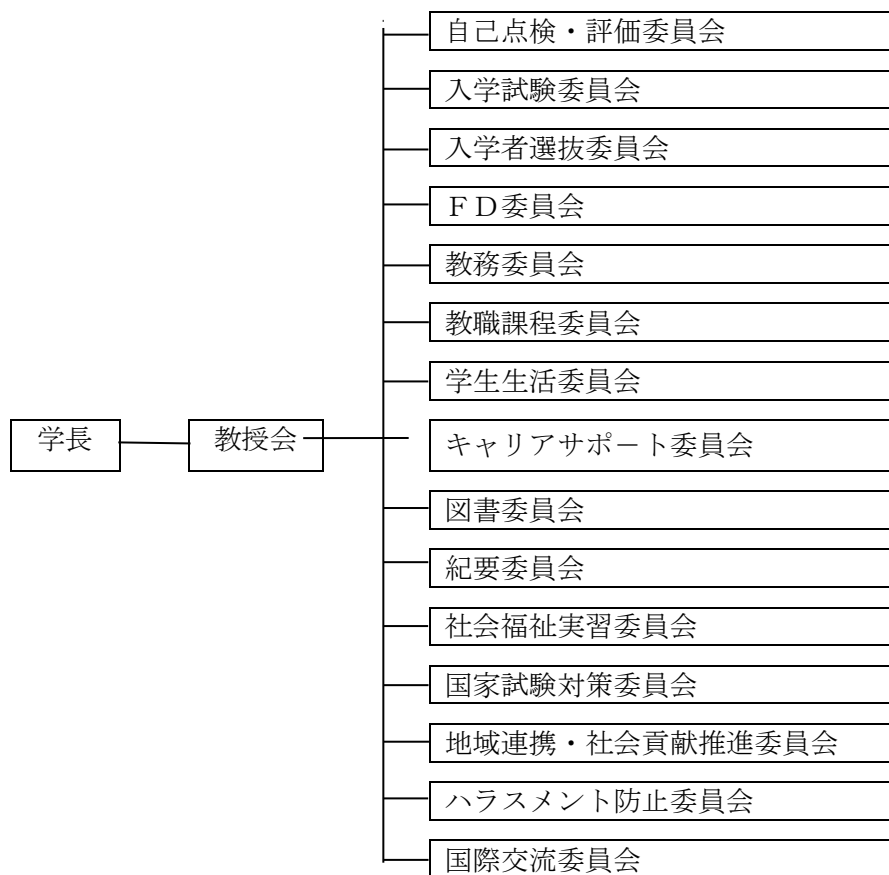 自己点検・評価委員会
入学試験委員会
入学者選抜委員会
ＦＤ委員会
教務委員会
教職課程委員会
学生生活委員会
学長
教授会
キャリアサポ－ト委員会
図書委員会
紀要委員会
社会福祉実習委員会
国家試験対策委員会
地域連携・社会貢献推進委員会
ハラスメント防止委員会
国際交流委員会